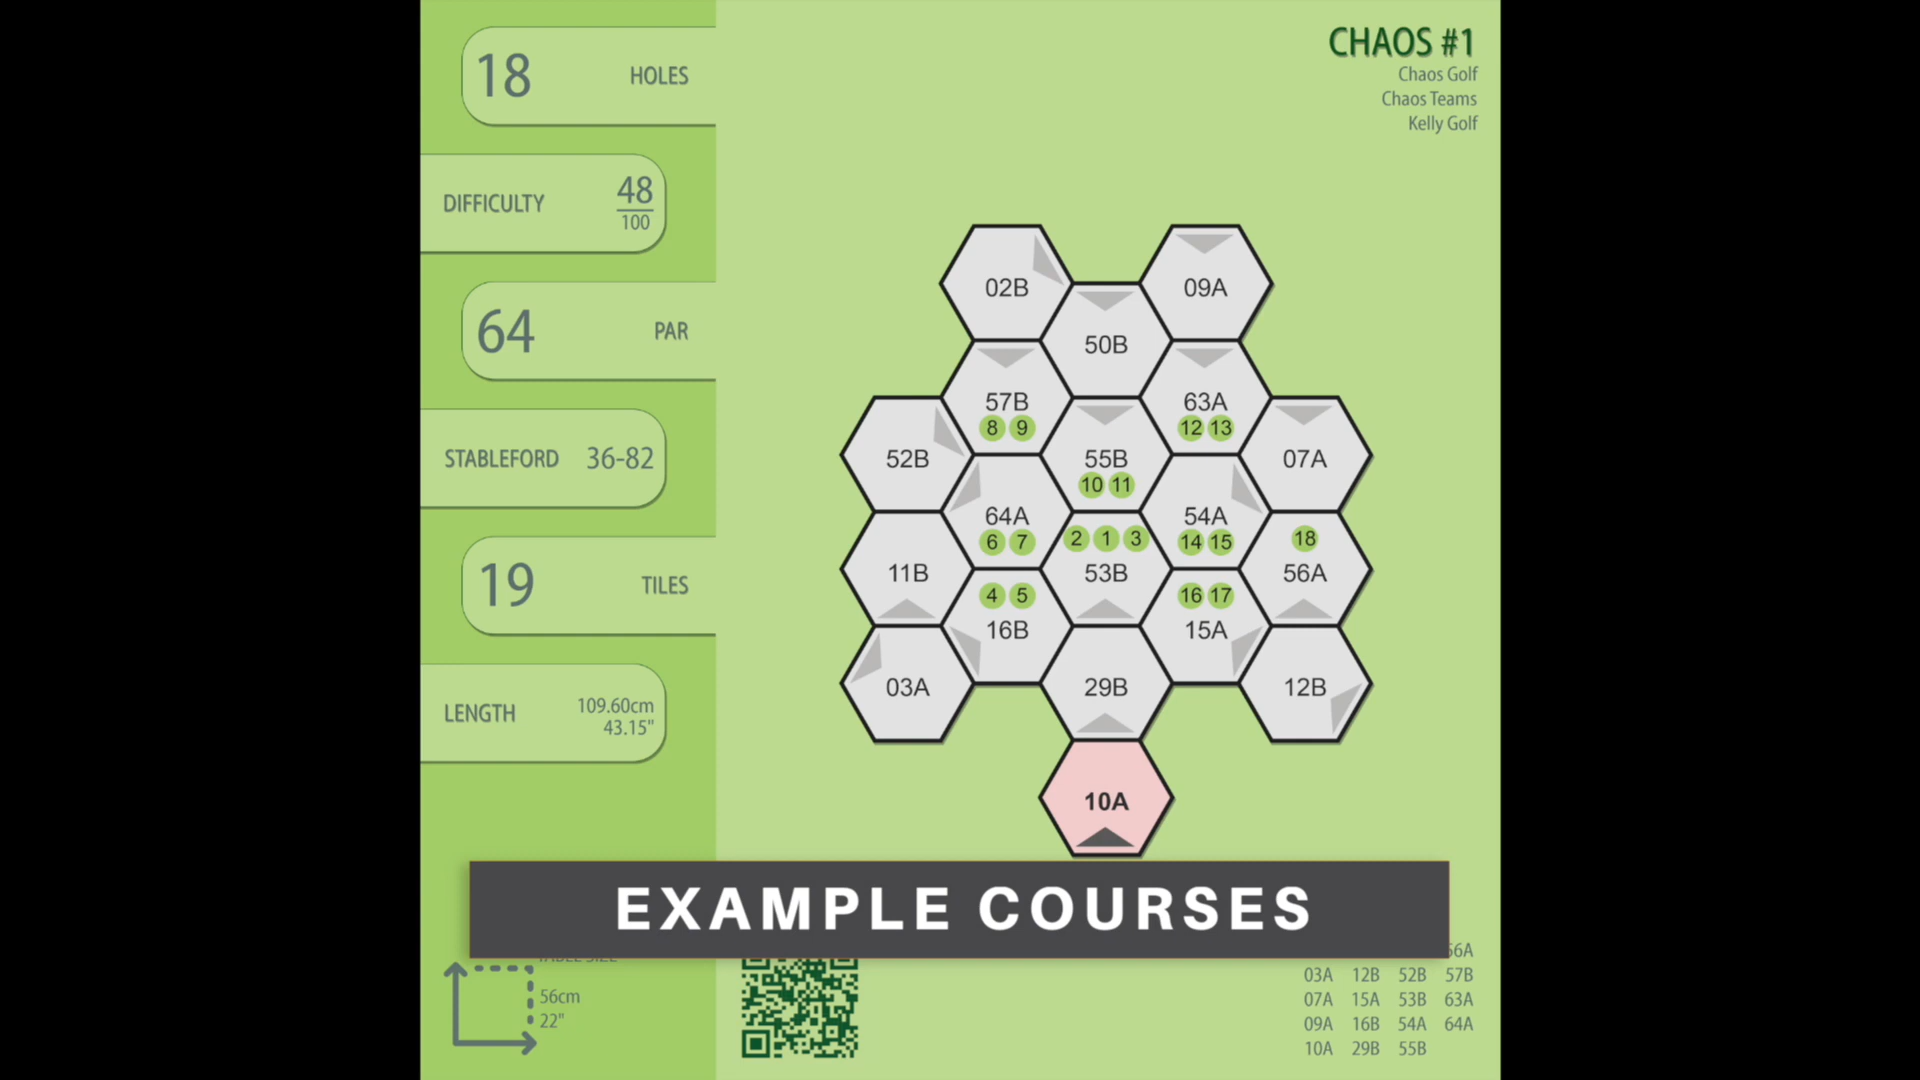 18 HOLES
DIFFICULTY 48
100
64 PAR
STABLEFORD 36-82
19 TILES
LENGTH 109.60cm
43.15"
CHAOS #1
Chaos Golf
Chaos Teams
Kelly Golf
02B
09A
50B
57B
8 9
63A
12 13
52B
55B
10 11
07A
64A
6 7
54A
14 15
11B
2 1 3
53B
18
56A
4 5
16B
16 17
15A
03A
29B
12B
10A
EXAMPLE COURSES
TABLE SIZE
56cm
22"
56A
03A 12B 52B 57B
07A 15A 53B 63A
09A 16B 54A 64A
10A 29B 55B